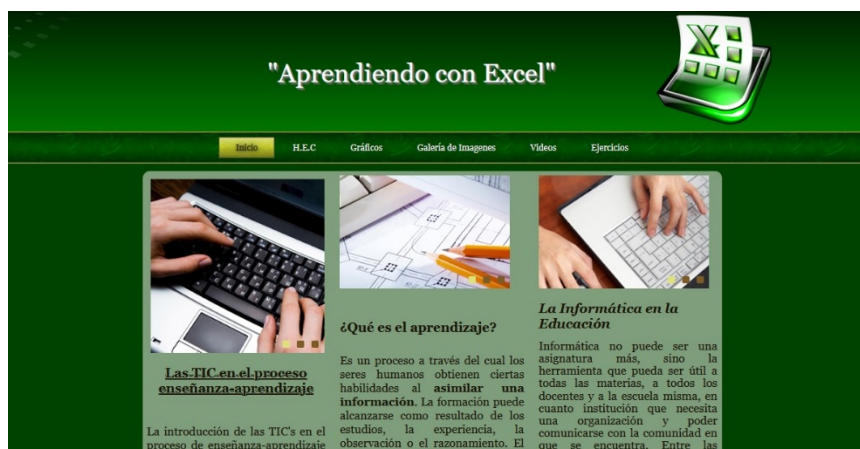 "Aprendiendo con Excel"
Inicio H.E.C Gráficos Galería de Imagenes Videos Ejercicios
Las TIC en el proceso
enseñanza-aprendizaje
La introducción de las TIC's en el
proceso de enseñanza-aprendizaje
¿Qué es el aprendizaje?
Es un proceso a través del cual los
seres humanos obtienen ciertas
habilidades al asimilar una
información. La formación puede
alcanzarse como resultado de los
estudios, la experiencia, la
observación o el razonamiento. El
La Informática en la
Educación
Informática no puede ser una
asignatura más, sino la
herramienta que pueda ser útil a
todas las materias, a todos los
docentes y a la escuela misma, en
cuanto institución que necesita
una organización y poder
comunicarse con la comunidad en
que se encuentra. Entre las